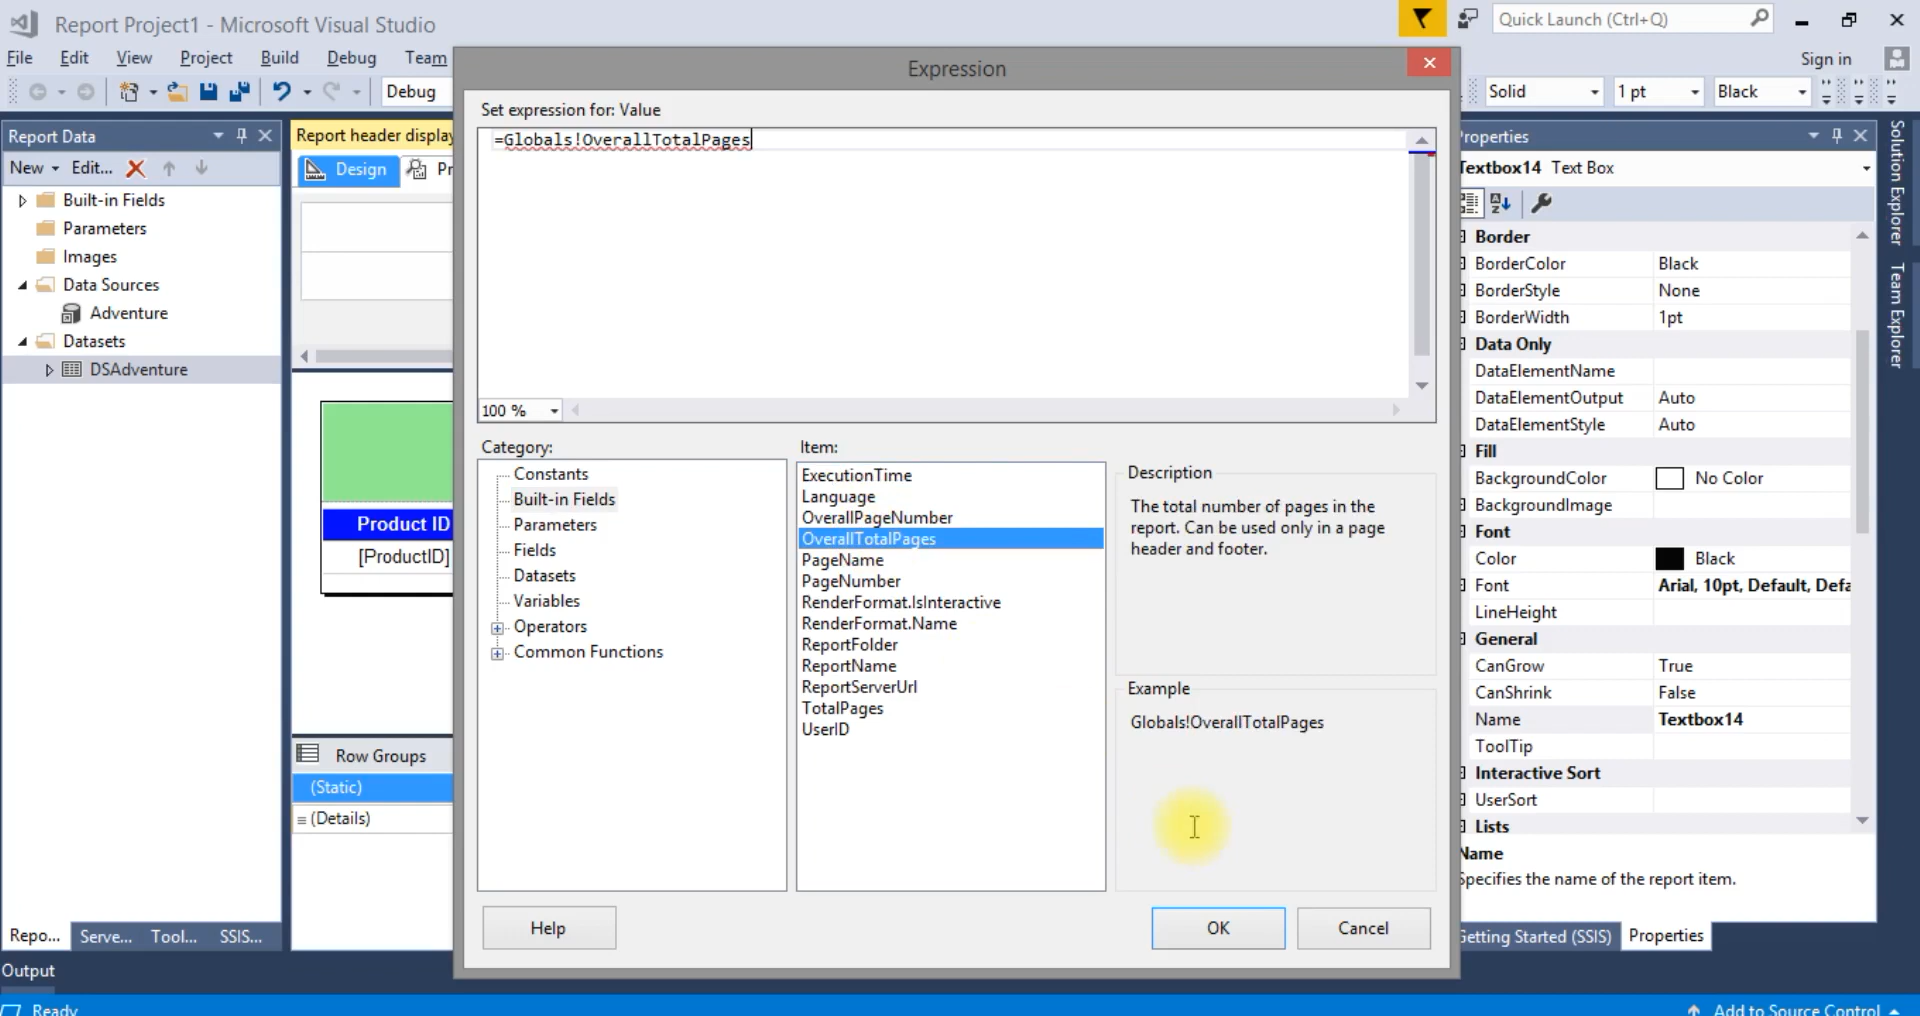 Report Project1 - Microsoft Visual Studio
Quick Launch (Ctrl+Q)
File Edit View Project Build Debug Team
Sign in
Debug
Solid 1 pt Black
Expression
Set expression for: Value
=Globals!OverallTotalPages
100 %
Category:
Constants
Built-in Fields
Parameters
Fields
Datasets
Variables
Operators
Common Functions
Item:
ExecutionTime
Language
OverallPageNumber
OverallTotalPages
PageName
PageNumber
RenderFormat.IsInteractive
RenderFormat.Name
ReportFolder
ReportName
ReportServerUrl
TotalPages
UserID
Description
The total number of pages in the
report. Can be used only in a page
header and footer.
Example
Globals!OverallTotalPages
Help
OK
Cancel
Report Data
New Edit...
Built-in Fields
Parameters
Images
Data Sources
Adventure
Datasets
DSAdventure
Repo... Serve... Tool... SSIS...
Output
Ready
Report header display
Design Pr
Product ID
[ProductID]
Row Groups
(Static)
(Details)
Properties
Textbox14 Text Box
Border
BorderColor Black
BorderStyle None
BorderWidth 1pt
Data Only
DataElementName
DataElementOutput Auto
DataElementStyle Auto
Fill
BackgroundColor No Color
BackgroundImage
Font
Color Black
Font Arial, 10pt, Default, Defa
LineHeight
General
CanGrow True
CanShrink False
Name Textbox14
ToolTip
Interactive Sort
UserSort
Lists
Name
Specifies the name of the report item.
Getting Started (SSIS) Properties
Solution Explorer
Team Explorer
Add to Source Control